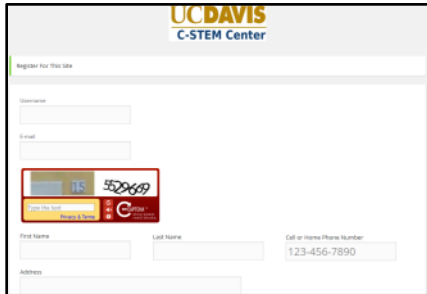 UCDAVIS
C-STEM Center
Register For This Site
Username
E-mail
15
Type the text
Privacy & Terms
First Name Last Name Cell or Home Phone Number
123-456-7890
Address